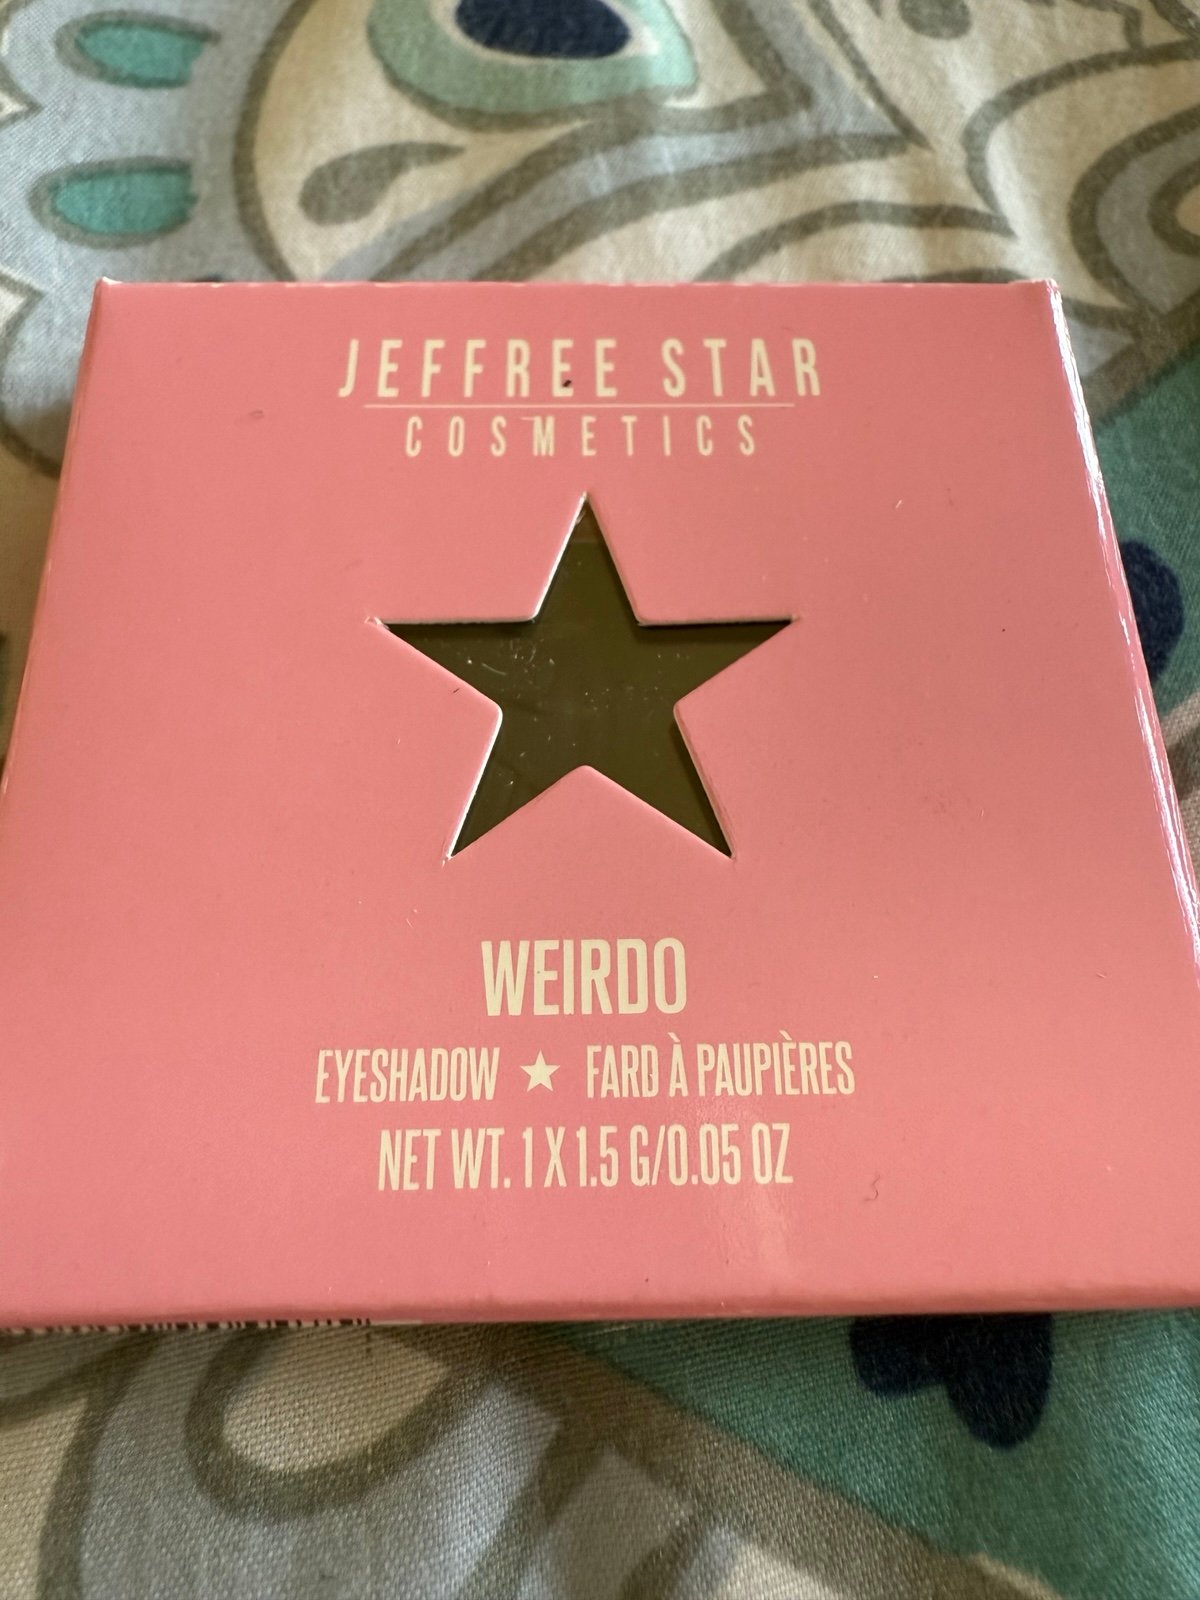 JEFFREE STAR
COSMETICS
WEIRDO
EYESHADOW ★ FARD À PAUPIÈRES
NET WT. 1 X 1.5 G/0.05 OZ